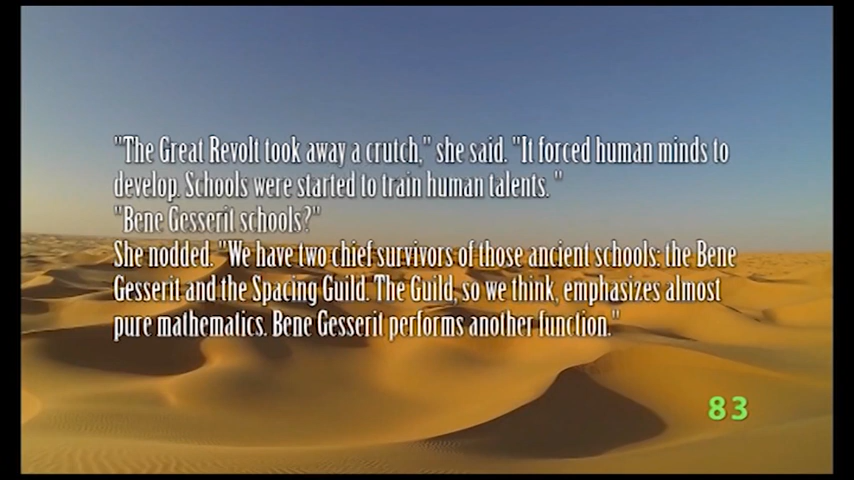 "The Great Revolt took away a crutch," she said. "It forced human minds to
develop. Schools were started to train human talents. "
"Bene Gesserit schools?"
She nodded. "We have two chief survivors of those ancient schools: the Bene
Gesserit and the Spacing Guild. The Guild, so we think, emphasizes almost
pure mathematics. Bene Gesserit performs another function."
83